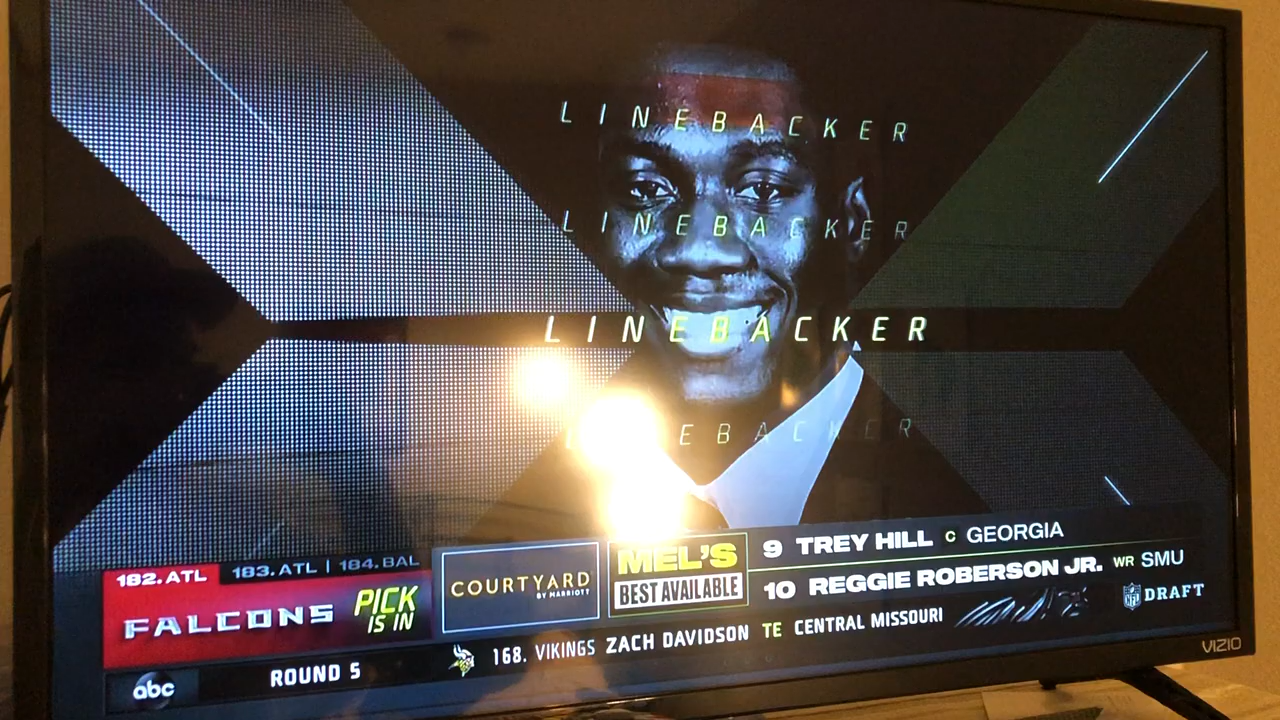 LINEBACKER
LINEBACKER
LINEBACKER
EBACKER
182.ATL 183.ATL | 184.BAL
FALCONS PICK IS IN
ROUND 5
abc
COURTYARD
BY MARRIOTT
MEL'S
BEST AVAILABLE
9 TREY HILL C GEORGIA
10 REGGIE ROBERSON JR. WR SMU
168. VIKINGS ZACH DAVIDSON TE CENTRAL MISSOURI
NFL DRAFT
VIZIO